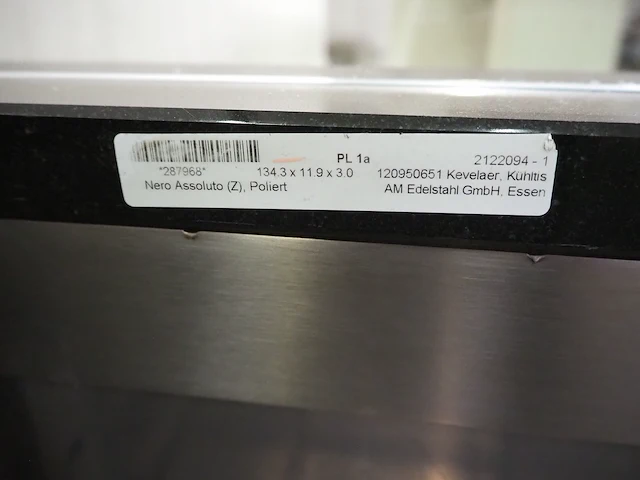 PL 1a 2122094 - 1
*287968* 134.3 x 11.9 x 3.0 120950651 Kevelaer, Kühltis
Nero Assoluto (Z), Poliert AM Edelstahl GmbH, Essen